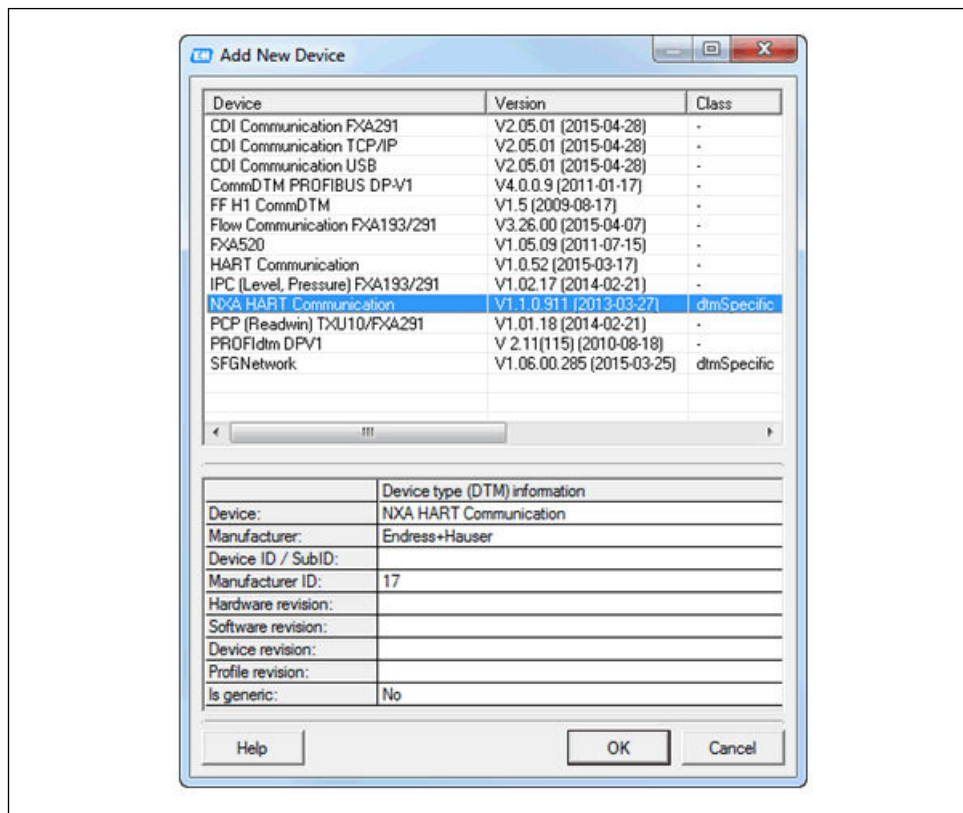 Add New Device
Device Version Class
CDI Communication FXA291 V2.05.01 (2015-04-28) -
CDI Communication TCP/IP V2.05.01 (2015-04-28) -
CDI Communication USB V2.05.01 (2015-04-28) -
CommDTM PROFIBUS DP-V1 V4.0.0.9 (2011-01-17) -
FF H1 CommDTM V1.5 (2009-08-17) -
Flow Communication FXA193/291 V3.26.00 (2015-04-07) -
FXA520 V1.05.09 (2011-07-15) -
HART Communication V1.0.52 (2015-03-17) -
IPC (Level, Pressure) FXA193/291 V1.02.17 (2014-02-21) -
NXA HART Communication V1.1.0.911 (2013-03-27) dtmSpecific
PCP (Readwin) TXU10/FXA291 V1.01.18 (2014-02-21) -
PROFIdtm DPV1 V 2.11(115) (2010-08-18) -
SFGNetwork V1.06.00.285 (2015-03-25) dtmSpecific
Device type (DTM) information
Device: NXA HART Communication
Manufacturer: Endress+Hauser
Device ID / SubID:
Manufacturer ID: 17
Hardware revision:
Software revision:
Device revision:
Profile revision:
Is generic: No
Help OK Cancel